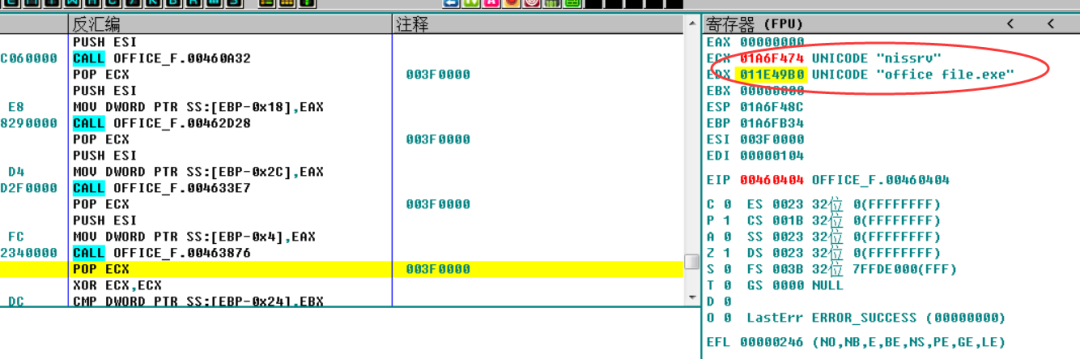 反汇编 注释 寄存器 (FPU) < <
PUSH ESI
C060000 CALL OFFICE_F.00460A32
POP ECX 003F0000
PUSH ESI
E8 MOV DWORD PTR SS:[EBP-0x18],EAX
8290000 CALL OFFICE_F.00462D28
POP ECX 003F0000
PUSH ESI
D4 MOV DWORD PTR SS:[EBP-0x2C],EAX
D2F0000 CALL OFFICE_F.004633E7
POP ECX 003F0000
PUSH ESI
FC MOV DWORD PTR SS:[EBP-0x4],EAX
2340000 CALL OFFICE_F.00463876
POP ECX 003F0000
XOR ECX,ECX
DC CMP DWORD PTR SS:[EBP-0x24],EBX
EAX 00000000
ECX 01A6F474 UNICODE "nissrv"
EDX 011E49B0 UNICODE "office file.exe"
EBX 00000000
ESP 01A6F48C
EBP 01A6FB34
ESI 003F0000
EDI 00000104
EIP 00460404 OFFICE_F.00460404
C 0 ES 0023 32位 0(FFFFFFFF)
P 1 CS 001B 32位 0(FFFFFFFF)
A 0 SS 0023 32位 0(FFFFFFFF)
Z 1 DS 0023 32位 0(FFFFFFFF)
S 0 FS 003B 32位 7FFDE000(FFF)
T 0 GS 0000 NULL
D 0
O 0 LastErr ERROR_SUCCESS (00000000)
EFL 00000246 (NO,NB,E,BE,NS,PE,GE,LE)